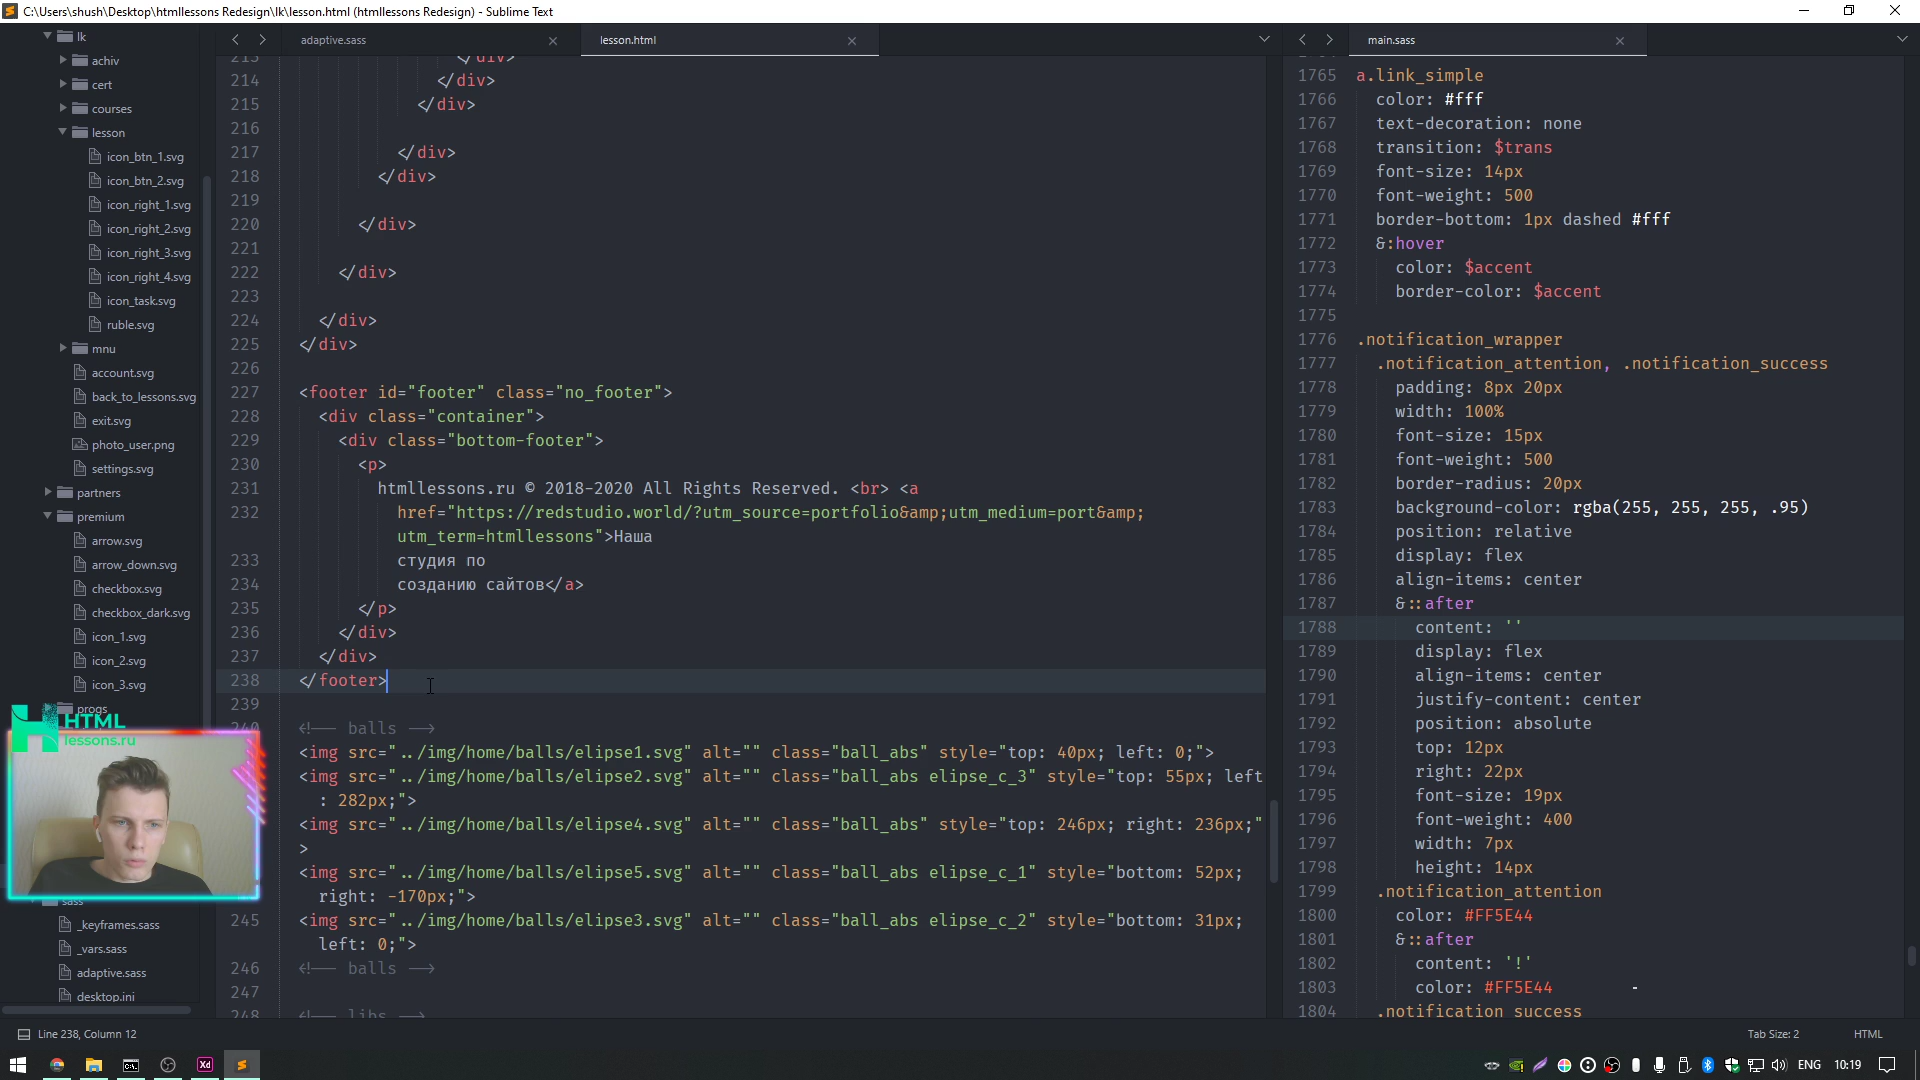 C:\Users\shush\Desktop\htmllessons Redesign\lk\lesson.html (htmllessons Redesign) - Sublime Text
lk
achiv
cert
courses
lesson
icon_btn_1.svg
icon_btn_2.svg
icon_right_1.svg
icon_right_2.svg
icon_right_3.svg
icon_right_4.svg
icon_task.svg
ruble.svg
mnu
account.svg
back_to_lessons.svg
exit.svg
photo_user.png
settings.svg
partners
premium
arrow.svg
arrow_down.svg
checkbox.svg
checkbox_dark.svg
icon_1.svg
icon_2.svg
icon_3.svg
progs
HTML
lessons.ru
sass
_keyframes.sass
_vars.sass
adaptive.sass
desktop.ini
adaptive.sass
lesson.html
213 </div>
214 </div>
215 </div>
216
217 </div>
218 </div>
219
220 </div>
221
222 </div>
223
224 </div>
225 </div>
226
227 <footer id="footer" class="no_footer">
228 <div class="container">
229 <div class="bottom-footer">
230 <p>
231 htmllessons.ru © 2018-2020 All Rights Reserved. <br> <a
232 href="https://redstudio.world/?utm_source=portfolio&amp;utm_medium=port&amp;
utm_term=htmllessons">Наша
233 студия по
234 созданию сайтов</a>
235 </p>
236 </div>
237 </div>
238 </footer>
239
240 <!-- balls -->
<img src="../img/home/balls/elipse1.svg" alt="" class="ball_abs" style="top: 40px; left: 0;">
<img src="../img/home/balls/elipse2.svg" alt="" class="ball_abs elipse_c_3" style="top: 55px; left
: 282px;">
<img src="../img/home/balls/elipse4.svg" alt="" class="ball_abs" style="top: 246px; right: 236px;"
>
<img src="../img/home/balls/elipse5.svg" alt="" class="ball_abs elipse_c_1" style="bottom: 52px;
right: -170px;">
245 <img src="../img/home/balls/elipse3.svg" alt="" class="ball_abs elipse_c_2" style="bottom: 31px;
left: 0;">
246 <!-- balls -->
247
248 <!-- libs -->
main.sass
1765 a.link_simple
1766 color: #fff
1767 text-decoration: none
1768 transition: $trans
1769 font-size: 14px
1770 font-weight: 500
1771 border-bottom: 1px dashed #fff
1772 &:hover
1773 color: $accent
1774 border-color: $accent
1775
1776 .notification_wrapper
1777 .notification_attention, .notification_success
1778 padding: 8px 20px
1779 width: 100%
1780 font-size: 15px
1781 font-weight: 500
1782 border-radius: 20px
1783 background-color: rgba(255, 255, 255, .95)
1784 position: relative
1785 display: flex
1786 align-items: center
1787 &::after
1788 content: ''
1789 display: flex
1790 align-items: center
1791 justify-content: center
1792 position: absolute
1793 top: 12px
1794 right: 22px
1795 font-size: 19px
1796 font-weight: 400
1797 width: 7px
1798 height: 14px
1799 .notification_attention
1800 color: #FF5E44
1801 &::after
1802 content: '!'
1803 color: #FF5E44
1804 .notification_success
Line 238, Column 12
Tab Size: 2
HTML
Xd
ENG
10:19